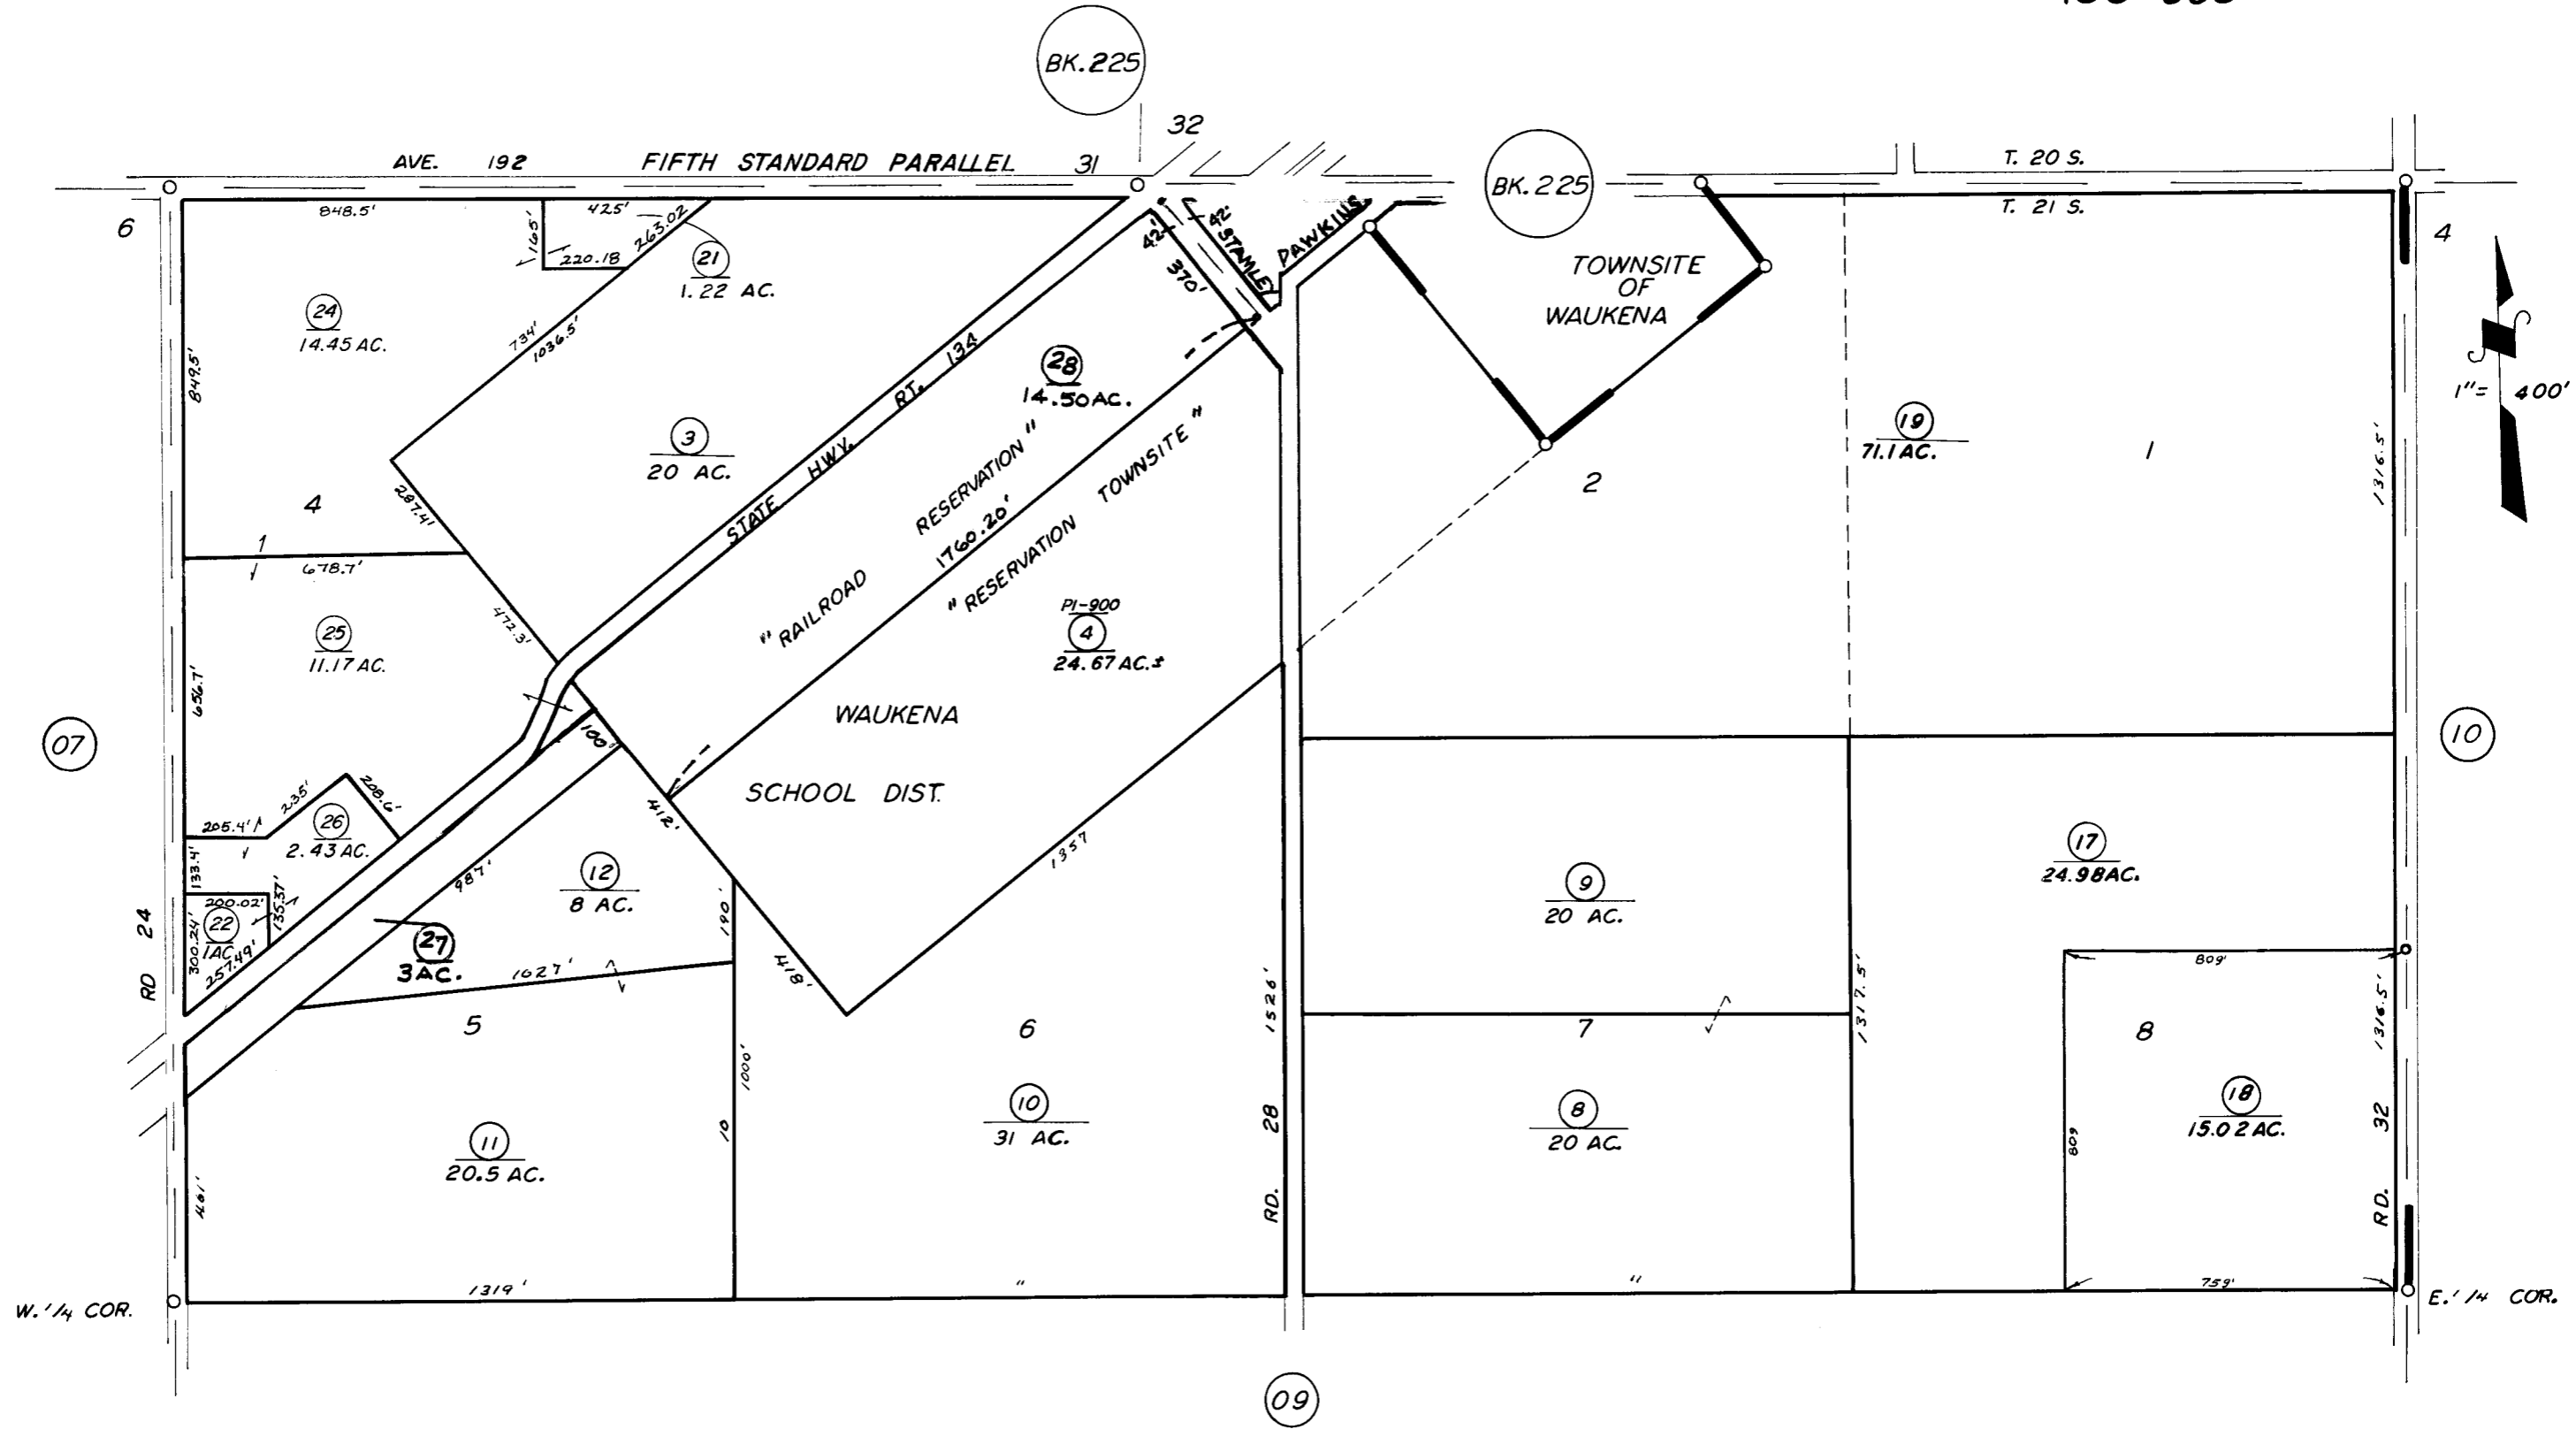 BK. 225
32
AVE. 192 FIFTH STANDARD PARALLEL 31
BK. 225
T. 20 S.
T. 21 S.
6
4
848.5'
425'
165'
220.18
263.02
21
1.22 AC.
42'
42'
STAMLEY
DAWKINS
370'
TOWNSITE
OF
WAUKENA
24
14.45 AC.
849.5'
734'
1036.5'
3
20 AC.
STATE HWY. RT. 134
28
14.50 AC.
"RAILROAD RESERVATION"
1760.20'
"RESERVATION TOWNSITE"
19
71.1 AC.
1
2
1316.5'
1"= 400'
4
287.4'
1
678.7'
472.3'
25
11.17 AC.
656.7'
P1-900
4
24.67 AC.±
07
10
WAUKENA
SCHOOL DIST.
100'
412'
418'
1357
205.4'
235'
208.6'
26
2.43 AC.
133.4'
200.02'
135.37'
22
1 AC.
300.24'
257.49'
987'
12
8 AC.
190'
27
3 AC.
1627'
RD 24
5
6
1000'
10
11
20.5 AC.
461'
10
31 AC.
1526'
RD. 28
9
20 AC.
7
8
20 AC.
1317.5'
17
24.98 AC.
809'
8
18
15.02 AC.
809
1316.5'
RD. 32
759'
1319'
"
"
W. 1/4 COR.
E. 1/4 COR.
09